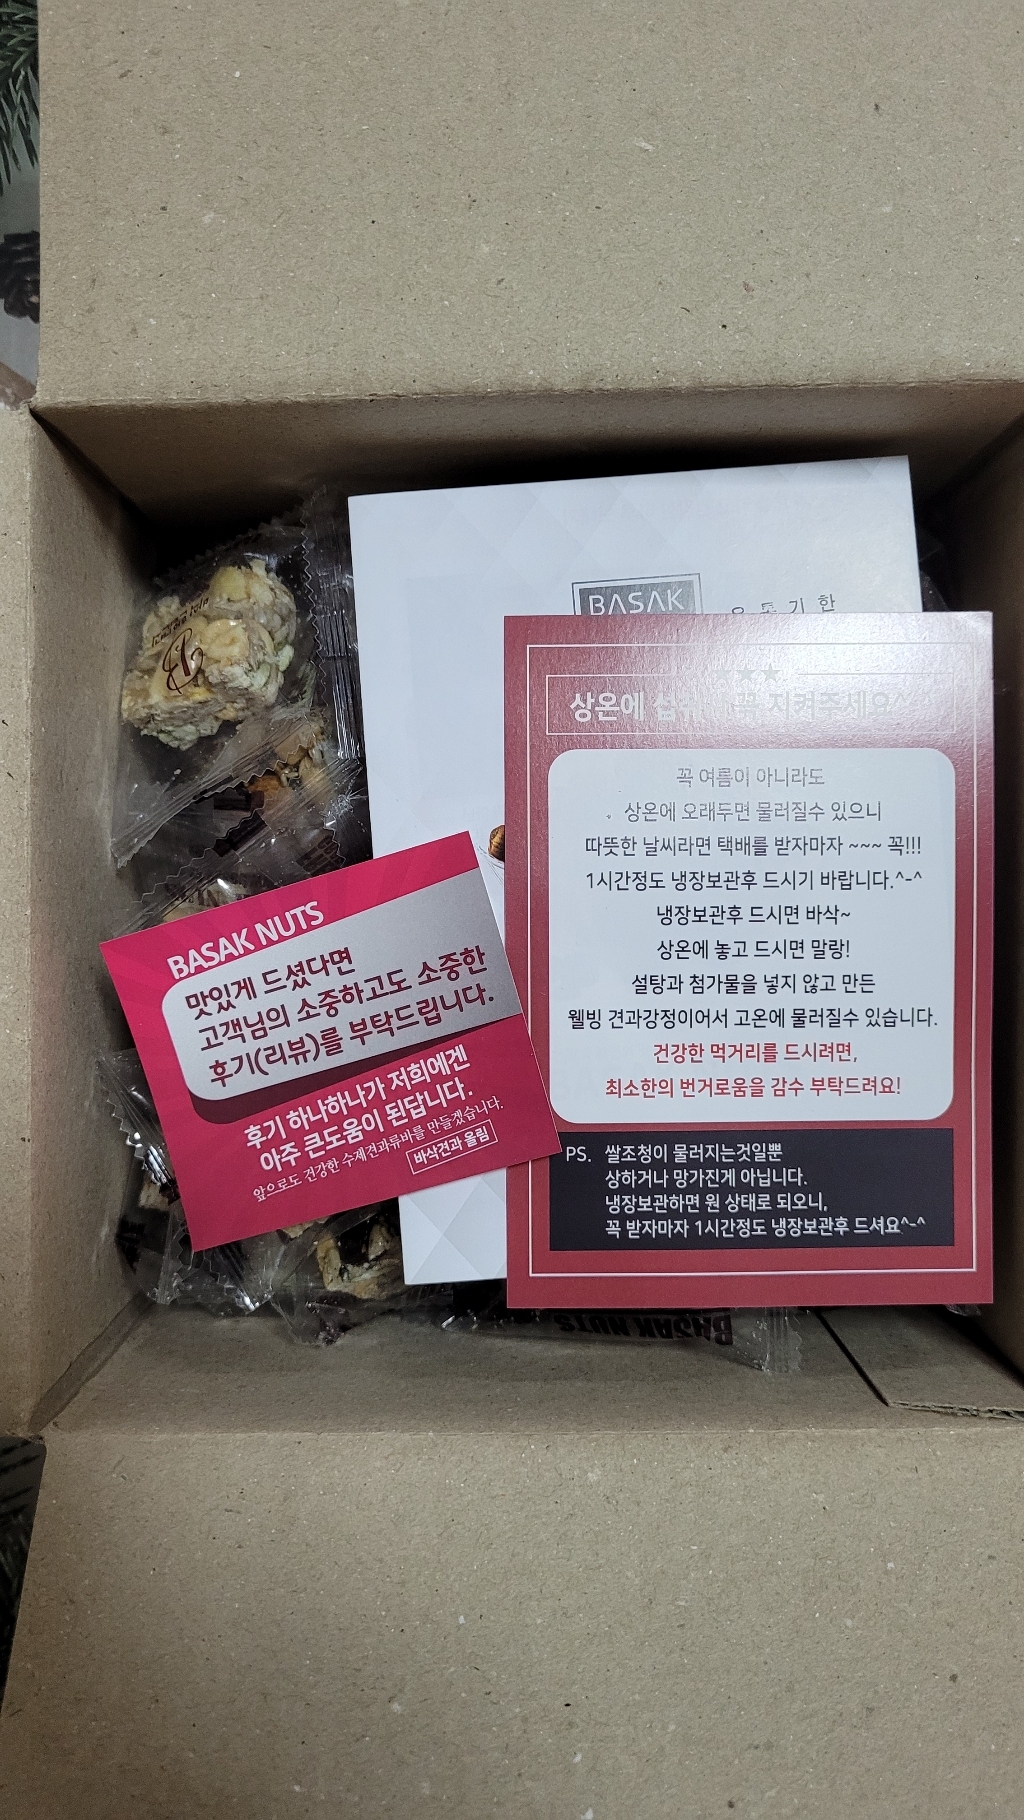 BASAK
유통기한
상온에
지켜주세요^
꼭 여름이 아니라도
상온에 오래두면 물러질수 있으니
따뜻한 날씨라면 택배를 받자마자 ~~~ 꼭!!!
1시간정도 냉장보관후 드시기 바랍니다.^-^
냉장보관후 드시면 바삭~
상온에 놓고 드시면 말랑!
설탕과 첨가물을 넣지 않고 만든
웰빙 견과강정이어서 고온에 물러질수 있습니다.
건강한 먹거리를 드시려면,
최소한의 번거로움을 감수 부탁드려요!
PS. 쌀조청이 물러지는것일뿐
상하거나 망가진게 아닙니다.
냉장보관하면 원 상태로 되오니,
꼭 받자마자 1시간정도 냉장보관후 드셔요^-^
BASAK NUTS
맛있게 드셨다면
고객님의 소중하고도 소중한
후기(리뷰)를 부탁드립니다.
후기 하나하나가 저희에겐
아주 큰도움이 된답니다.
앞으로도 건강한 수제견과류바를 만들겠습니다.
바삭견과 올림
BASAK NUTS